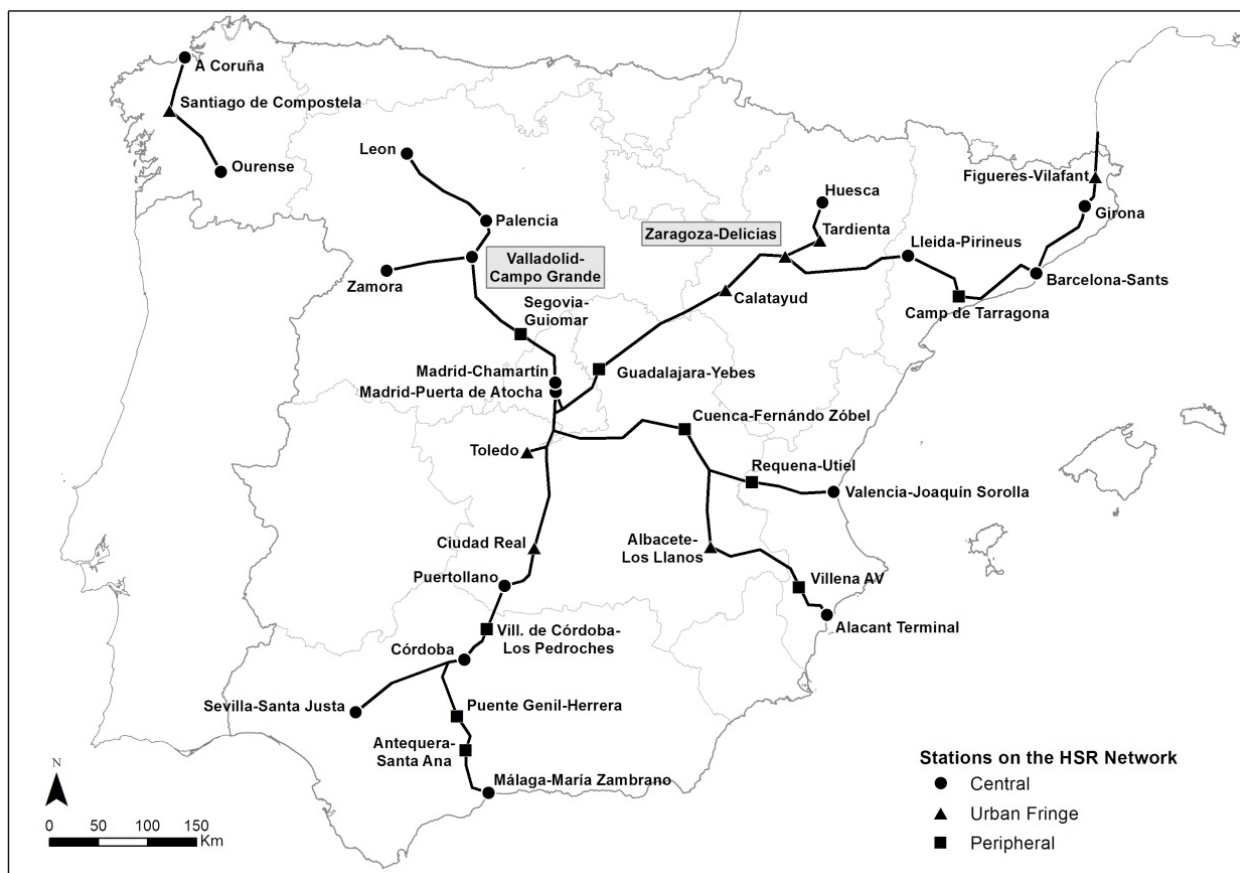 A Coruña
Santiago de Compostela
Ourense
Leon
Palencia
Valladolid-
Campo Grande
Zamora
Segovia-
Guiomar
Madrid-Chamartín
Madrid-Puerta de Atocha
Huesca
Tardienta
Zaragoza-Delicias
Calatayud
Guadalajara-Yebes
Lleida-Pirineus
Camp de Tarragona
Barcelona-Sants
Girona
Figueres-Vilafant
Cuenca-Fernándo Zóbel
Requena-Utiel
Valencia-Joaquín Sorolla
Toledo
Ciudad Real
Albacete-
Los Llanos
Villena AV
Alacant Terminal
Puertollano
Vill. de Córdoba-
Los Pedroches
Córdoba
Sevilla-Santa Justa
Puente Genil-Herrera
Antequera-
Santa Ana
Málaga-María Zambrano
N
0 50 100 150
Km
Stations on the HSR Network
Central
Urban Fringe
Peripheral